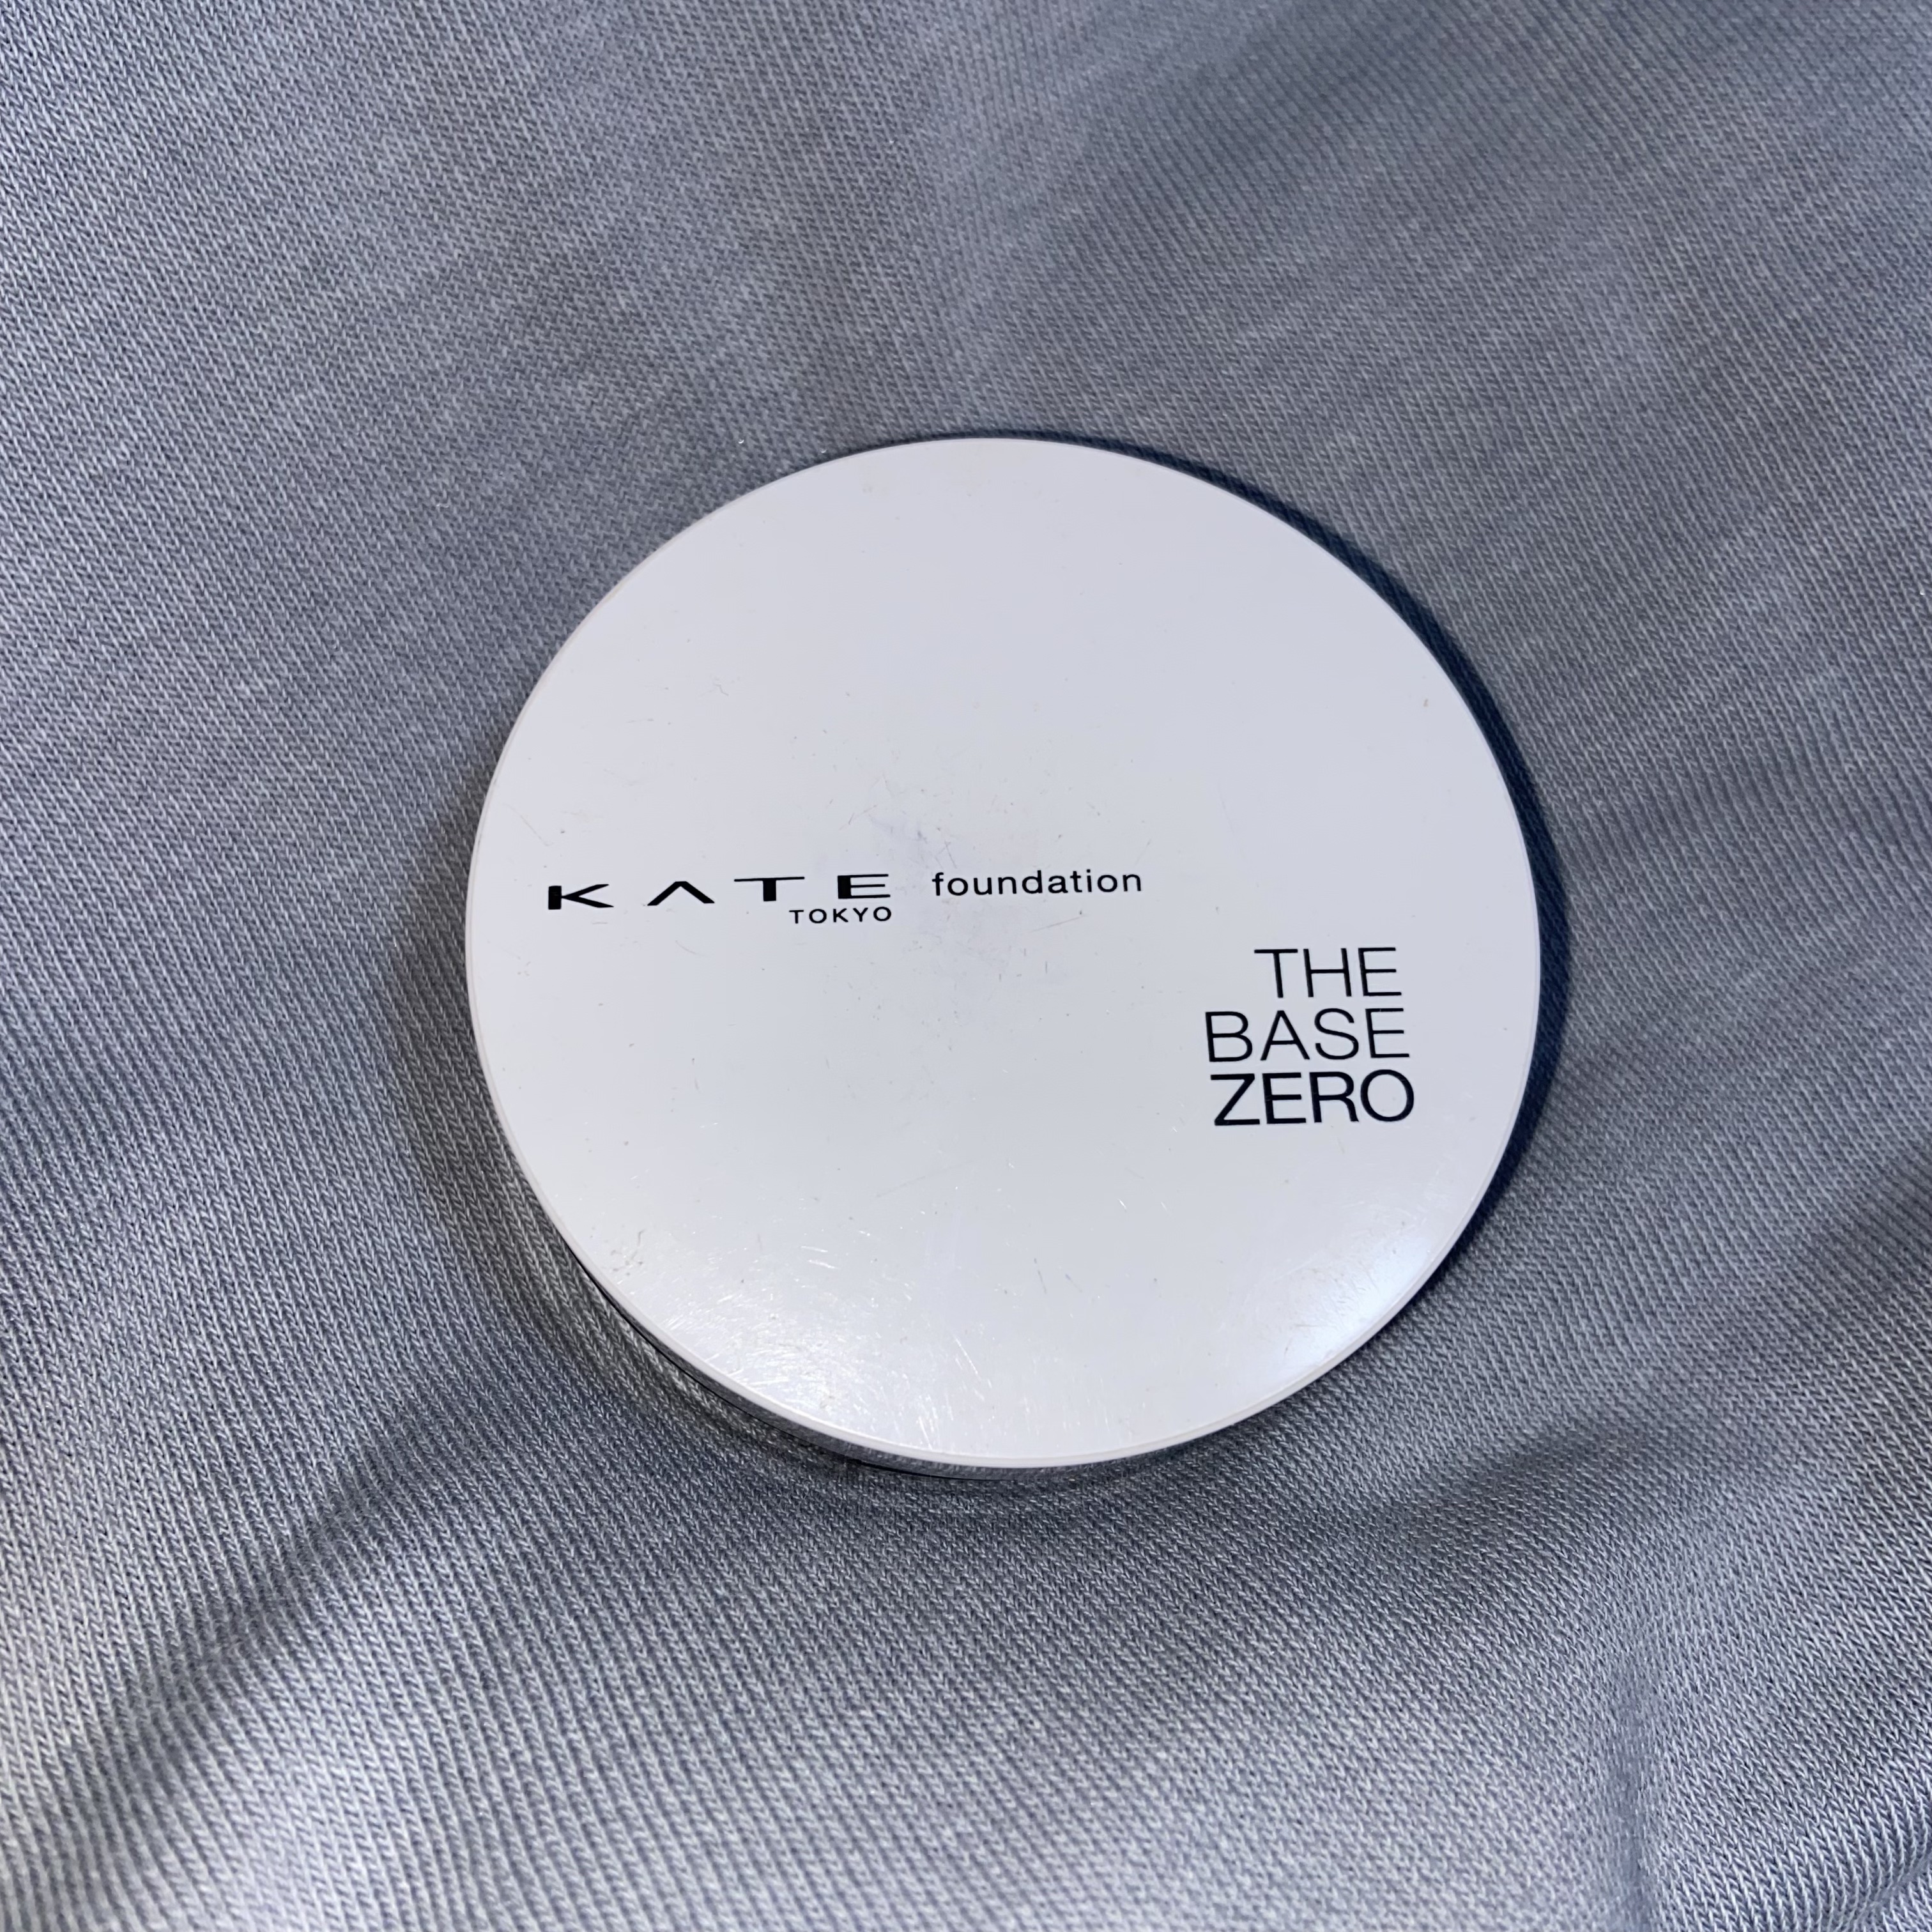 KATE foundation
TOKYO
THE
BASE
ZERO